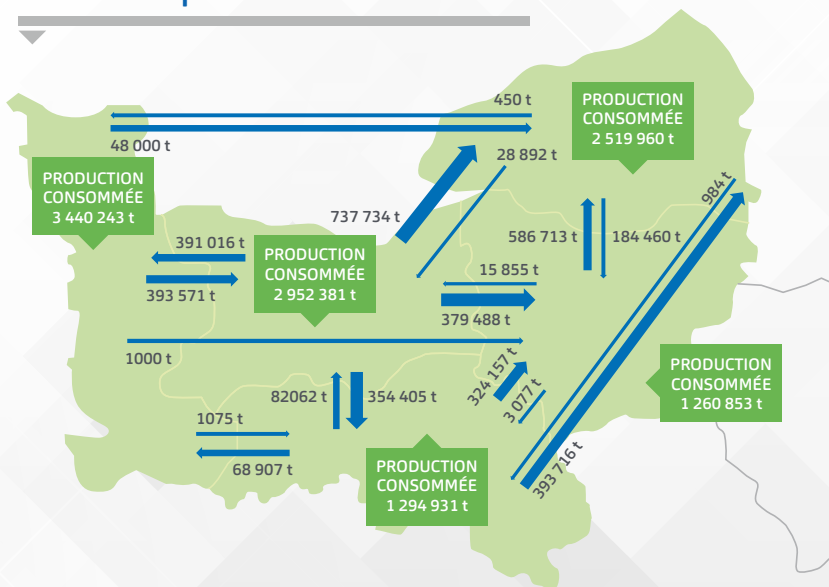 450 t
48 000 t
28 892 t
PRODUCTION
CONSOMMÉE
2 519 960 t
PRODUCTION
CONSOMMÉE
3 440 243 t
984 t
737 734 t
391 016 t
393 571 t
PRODUCTION
CONSOMMÉE
2 952 381 t
586 713 t
184 460 t
15 855 t
379 488 t
1000 t
324 157 t
3 077 t
PRODUCTION
CONSOMMÉE
1 260 853 t
82062 t
354 405 t
1075 t
68 907 t
PRODUCTION
CONSOMMÉE
1 294 931 t
393 716 t